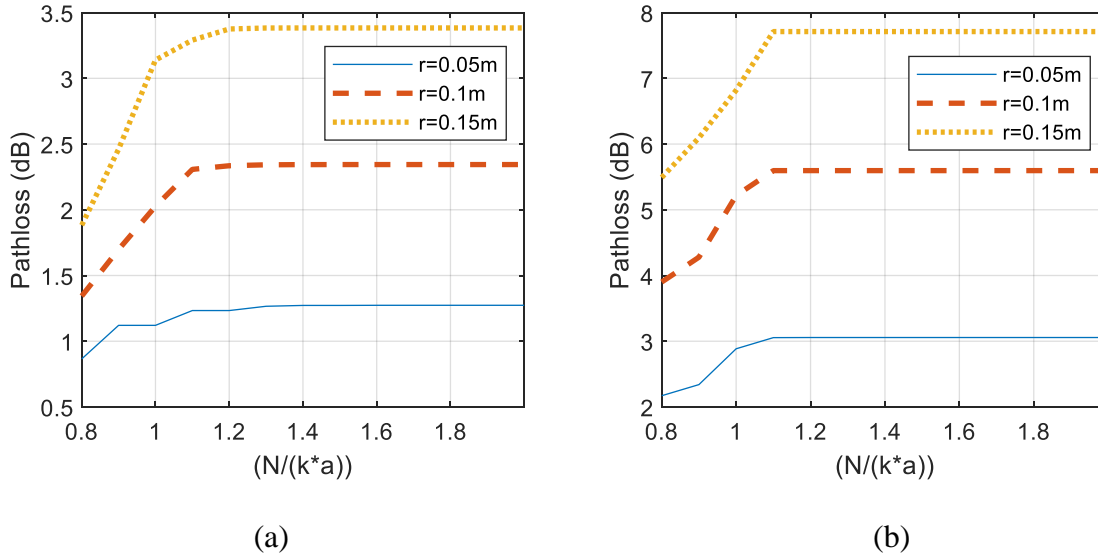 3.5
3
2.5
2
1.5
1
0.5
Pathloss (dB)
r=0.05m
r=0.1m
r=0.15m
0.8 1 1.2 1.4 1.6 1.8
(N/(k*a))
(a)
8
7
6
5
4
3
2
Pathloss (dB)
r=0.05m
r=0.1m
r=0.15m
0.8 1 1.2 1.4 1.6 1.8
(N/(k*a))
(b)